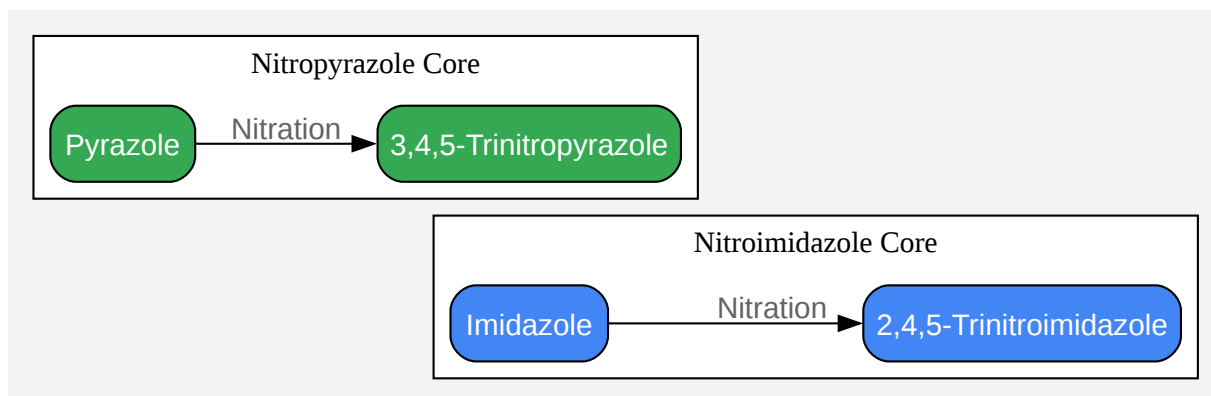 Nitropyrazole Core
Pyrazole
Nitration
3,4,5-Trinitropyrazole
Nitroimidazole Core
Imidazole
Nitration
2,4,5-Trinitroimidazole